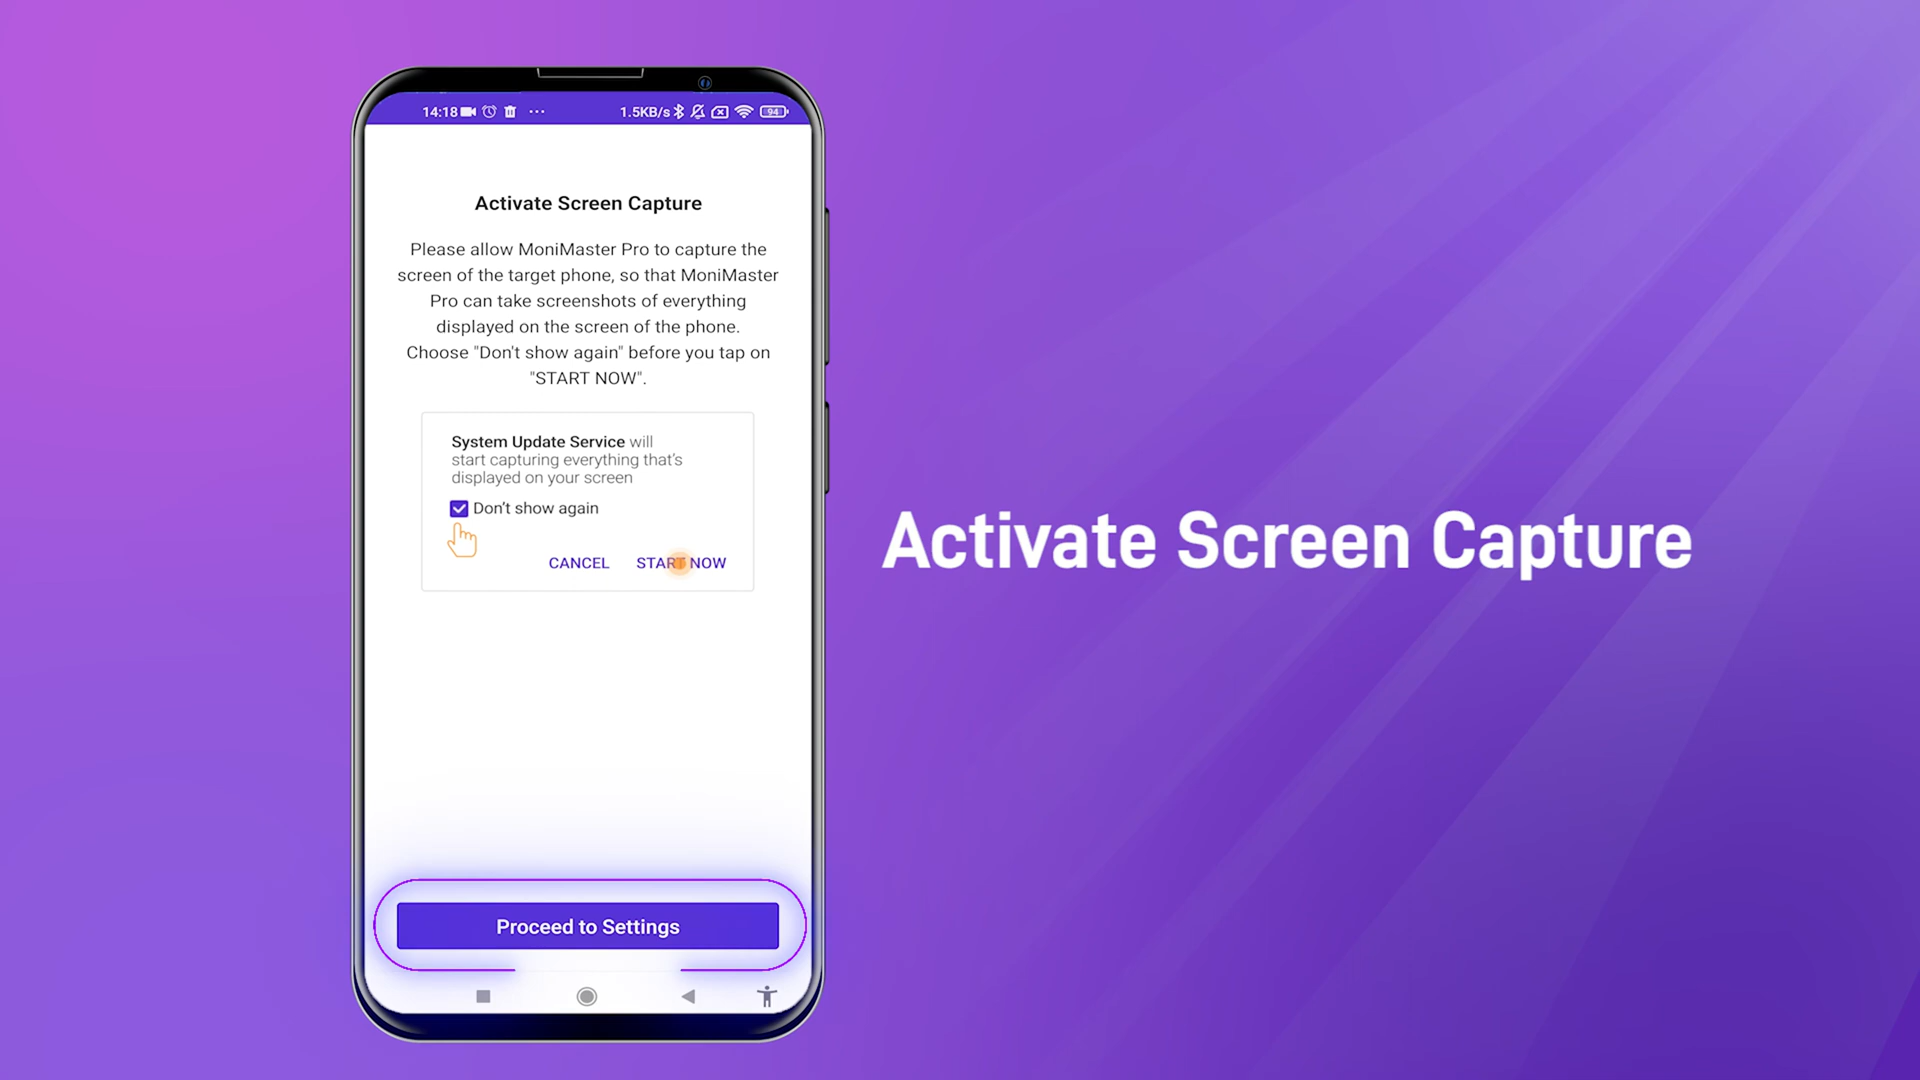 14:18 ... 1.5KB/s 94
Activate Screen Capture
Please allow MoniMaster Pro to capture the
screen of the target phone, so that MoniMaster
Pro can take screenshots of everything
displayed on the screen of the phone.
Choose "Don't show again" before you tap on
"START NOW".
System Update Service will
start capturing everything that's
displayed on your screen
Don't show again
CANCEL START NOW
Proceed to Settings
Activate Screen Capture